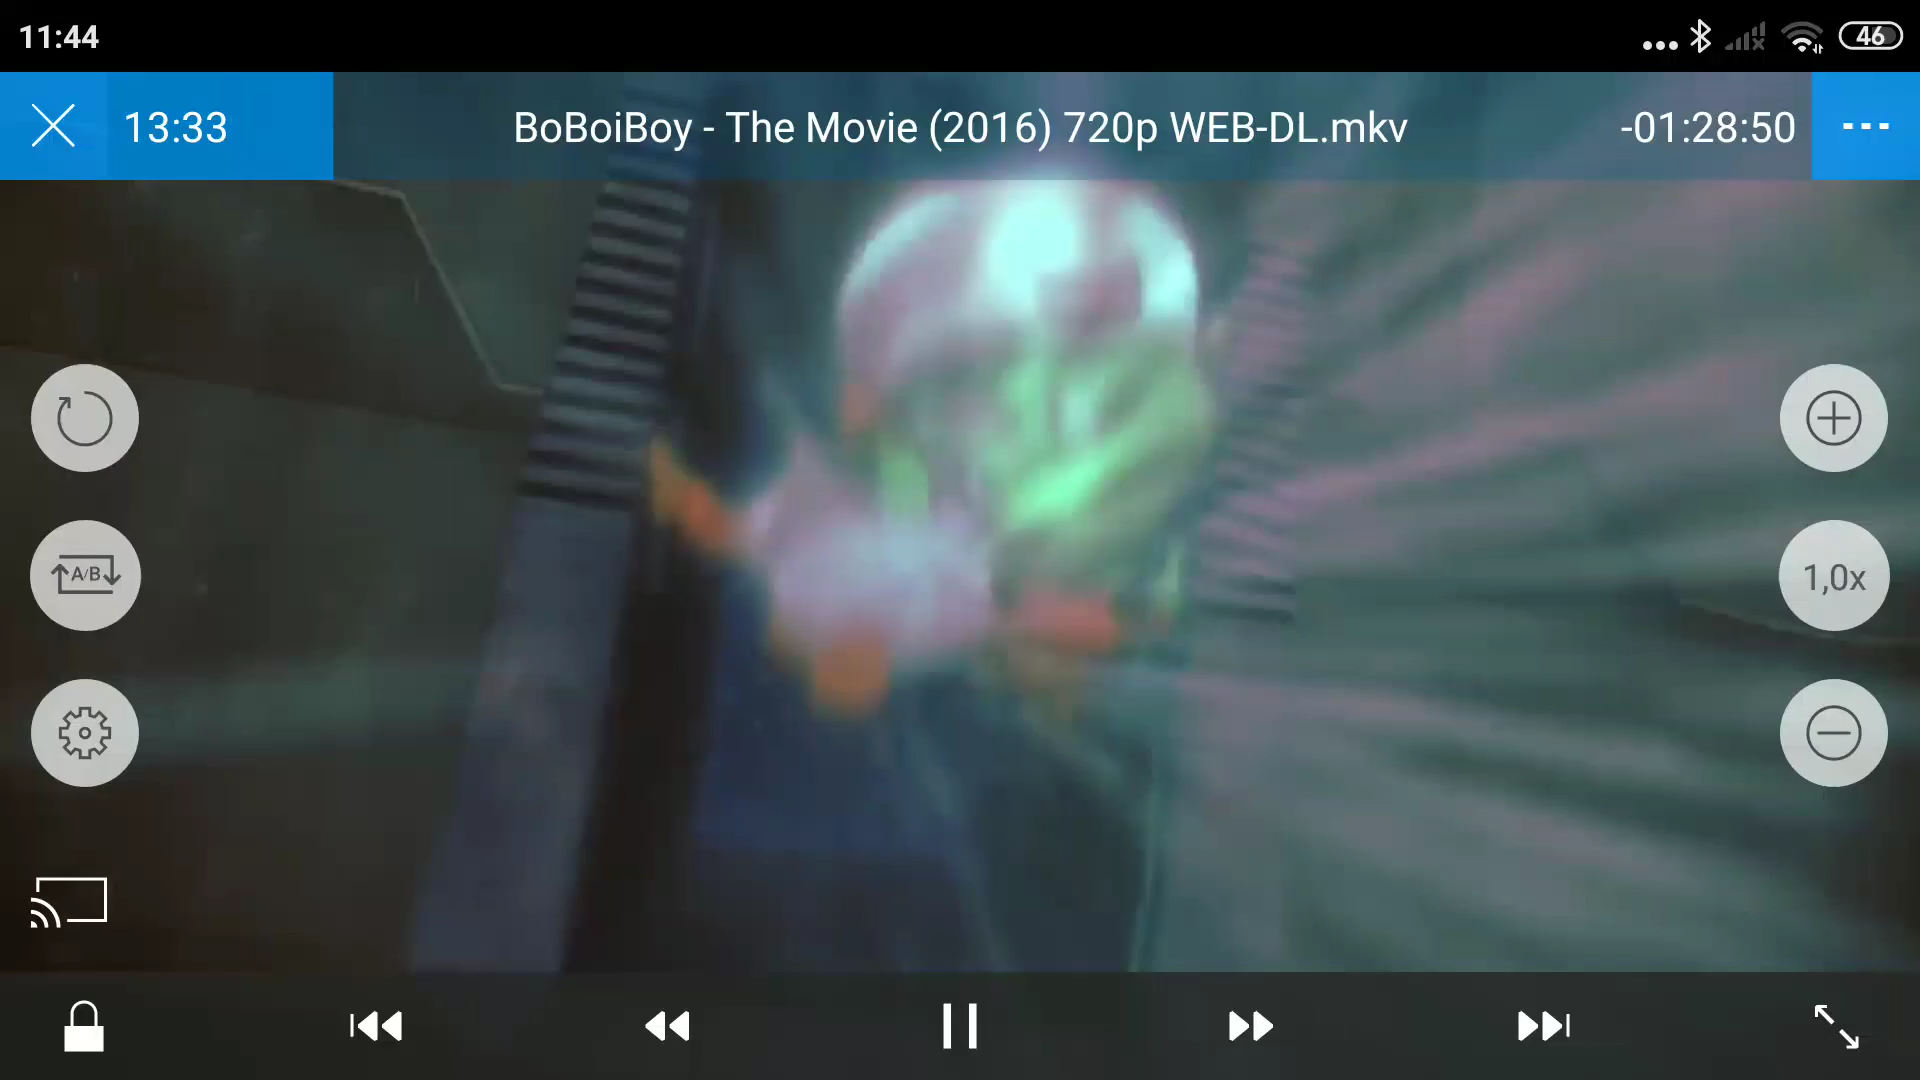 11:44
46
13:33
BoBoiBoy - The Movie (2016) 720p WEB-DL.mkv
-01:28:50
A/B
1,0x